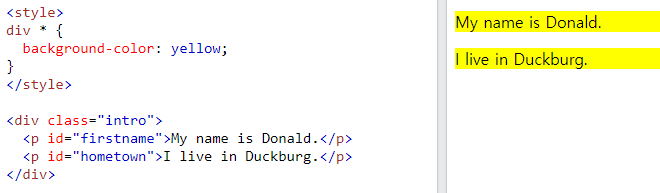 <style>
div * {
  background-color: yellow;
}
</style>

<div class="intro">
  <p id="firstname">My name is Donald.</p>
  <p id="hometown">I live in Duckburg.</p>
</div>
My name is Donald.
I live in Duckburg.